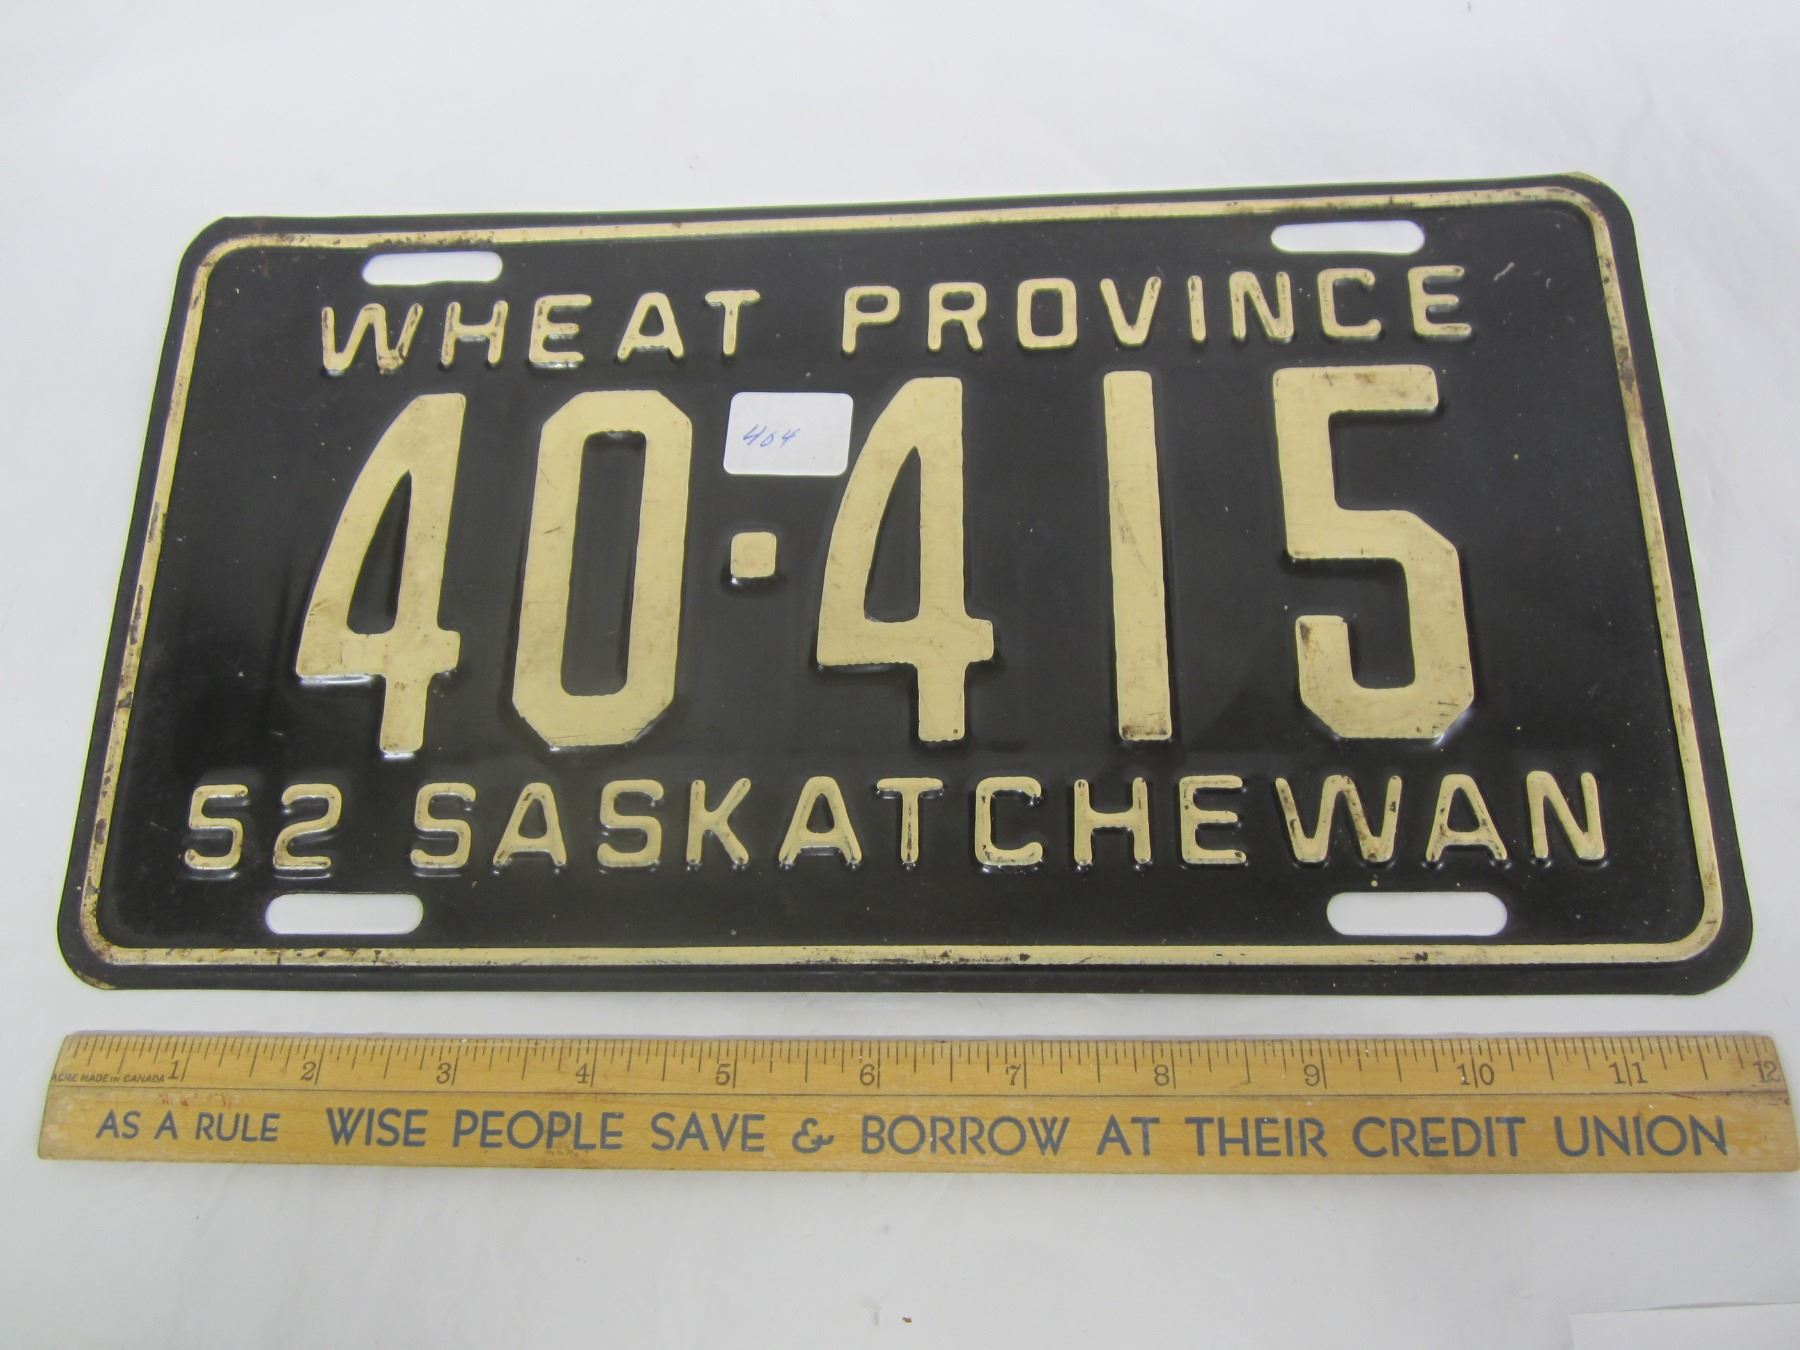 WHEAT PROVINCE
404
40·415
52 SASKATCHEWAN
1 2 3 4 5 6 7 8 9 10 11 12
ACME MADE IN CANADA
AS A RULE WISE PEOPLE SAVE & BORROW AT THEIR CREDIT UNION